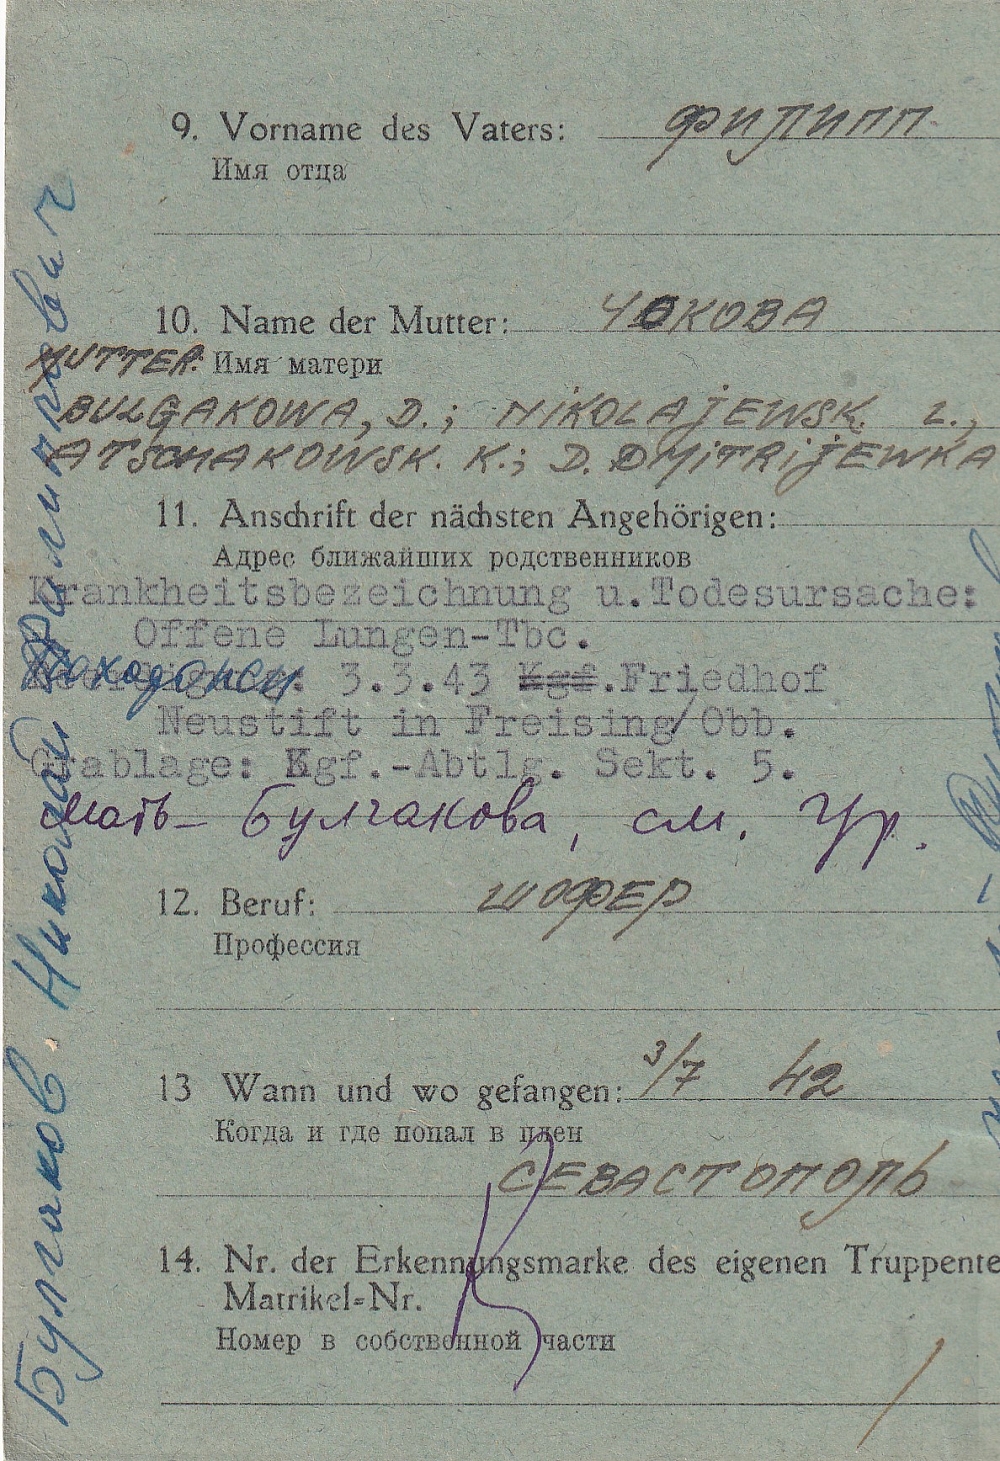 9. Vorname des Vaters: ФИЛИПП
Имя отца
10. Name der Mutter: ЧОКОВА
MUTTER: Имя матери
BULGAKOWA, D.; NIKOLAJEWSK L.,
ATSCHAKOWSK. K.; D. DMITRIJEWKA
11. Anschrift der nächsten Angehörigen:
Адрес ближайших родственников
Krankheitsbezeichnung u. Todesursache:
Offene Lungen-Tbc.
3.3.43 Kgf. Friedhof
Neustift in Freising/Obb.
Grablage: Kgf.-Abtlg. Sekt. 5.
Мать – Булгакова, см. Ур.
12. Beruf: ШОФЕР
Профессия
13 Wann und wo gefangen: 3/7 42
Когда и где попал в плен
СЕВАСТОПОЛЬ
14. Nr. der Erkennungsmarke des eigenen Truppente
Matrikel-Nr.
Номер в собственной части
Булгаков Николай Филиппович